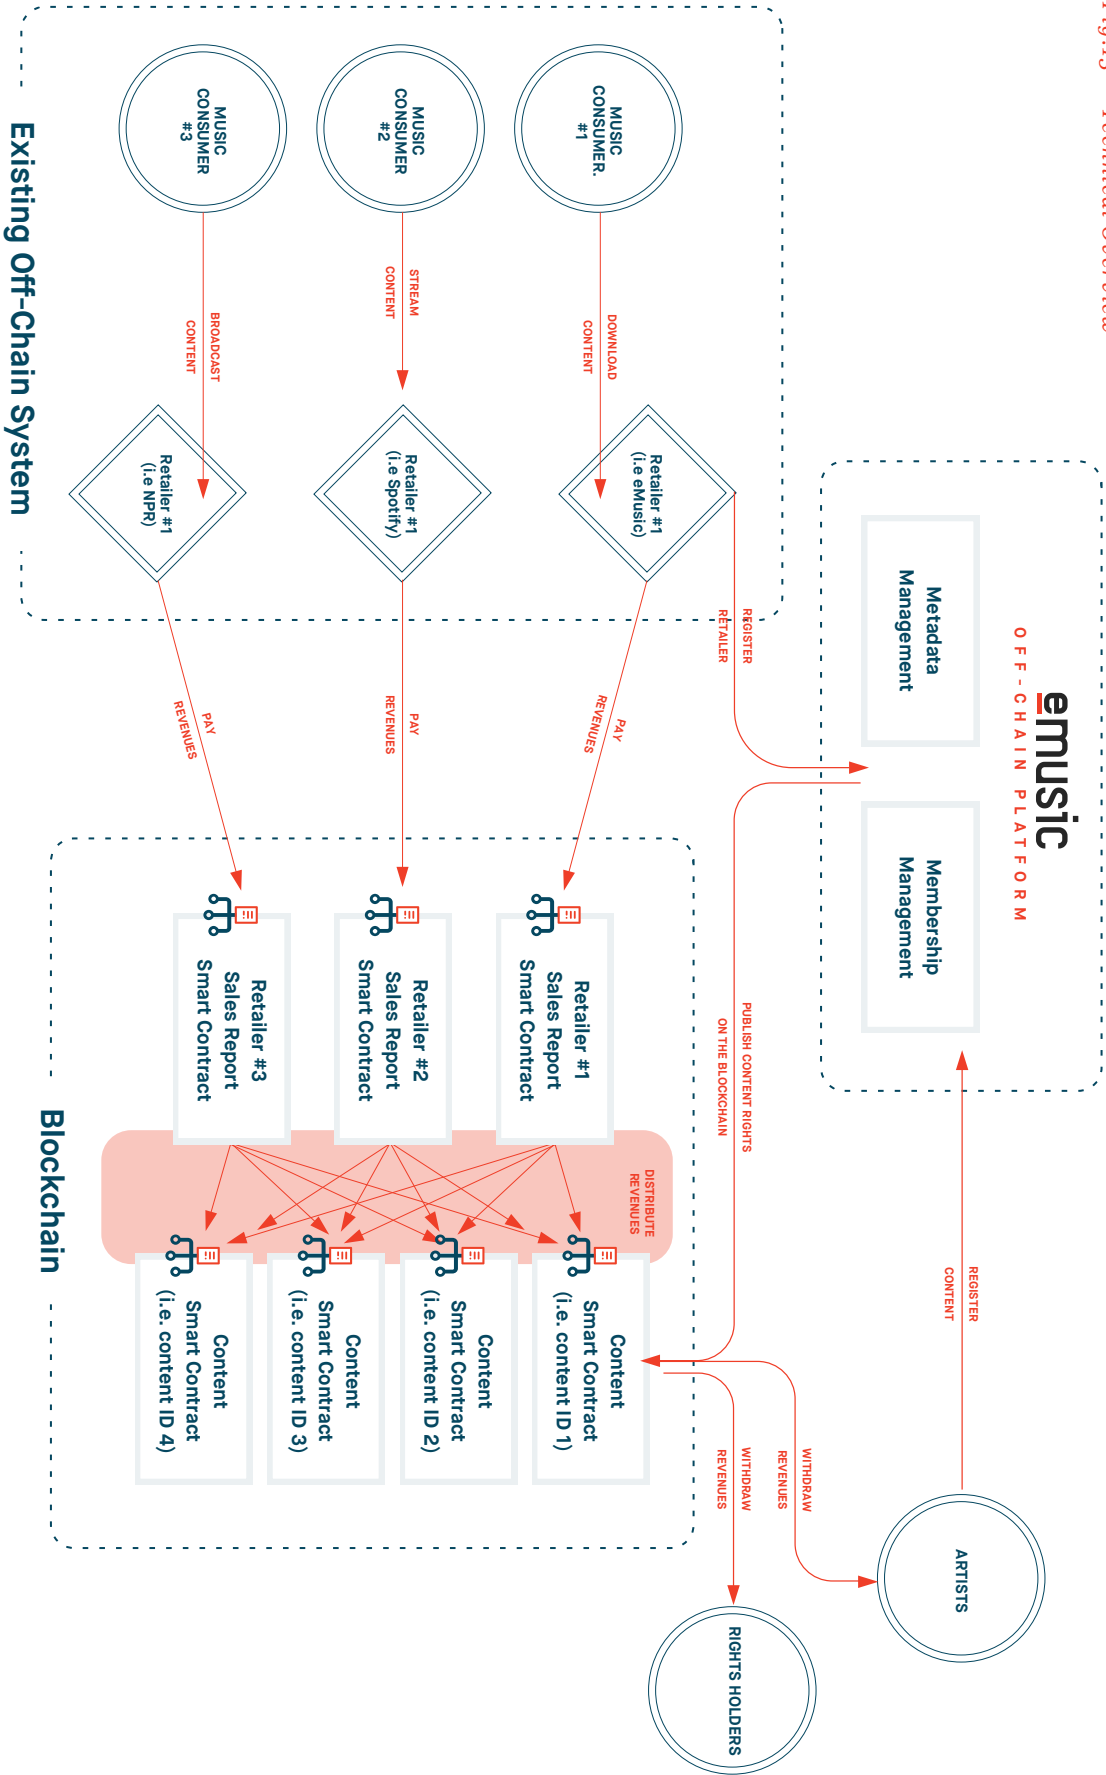 Fig.13 Technical Overview
emusic
OFF-CHAIN PLATFORM
Metadata
Management
Membership
Management
REGISTER
CONTENT
ARTISTS
REGISTER
RETAILER
PUBLISH CONTENT RIGHTS
ON THE BLOCKCHAIN
WITHDRAW
REVENUES
WITHDRAW
REVENUES
RIGHTS HOLDERS
MUSIC
CONSUMER.
#1
DOWNLOAD
CONTENT
Retailer #1
(i.e eMusic)
PAY
REVENUES
MUSIC
CONSUMER
#2
STREAM
CONTENT
Retailer #1
(i.e Spotify)
PAY
REVENUES
MUSIC
CONSUMER
#3
BROADCAST
CONTENT
Retailer #1
(i.e NPR)
PAY
REVENUES
Existing Off-Chain System
Retailer #1
Sales Report
Smart Contract
Retailer #2
Sales Report
Smart Contract
Retailer #3
Sales Report
Smart Contract
DISTRIBUTE
REVENUES
Content
Smart Contract
(i.e. content ID 1)
Content
Smart Contract
(i.e. content ID 2)
Content
Smart Contract
(i.e. content ID 3)
Content
Smart Contract
(i.e. content ID 4)
Blockchain